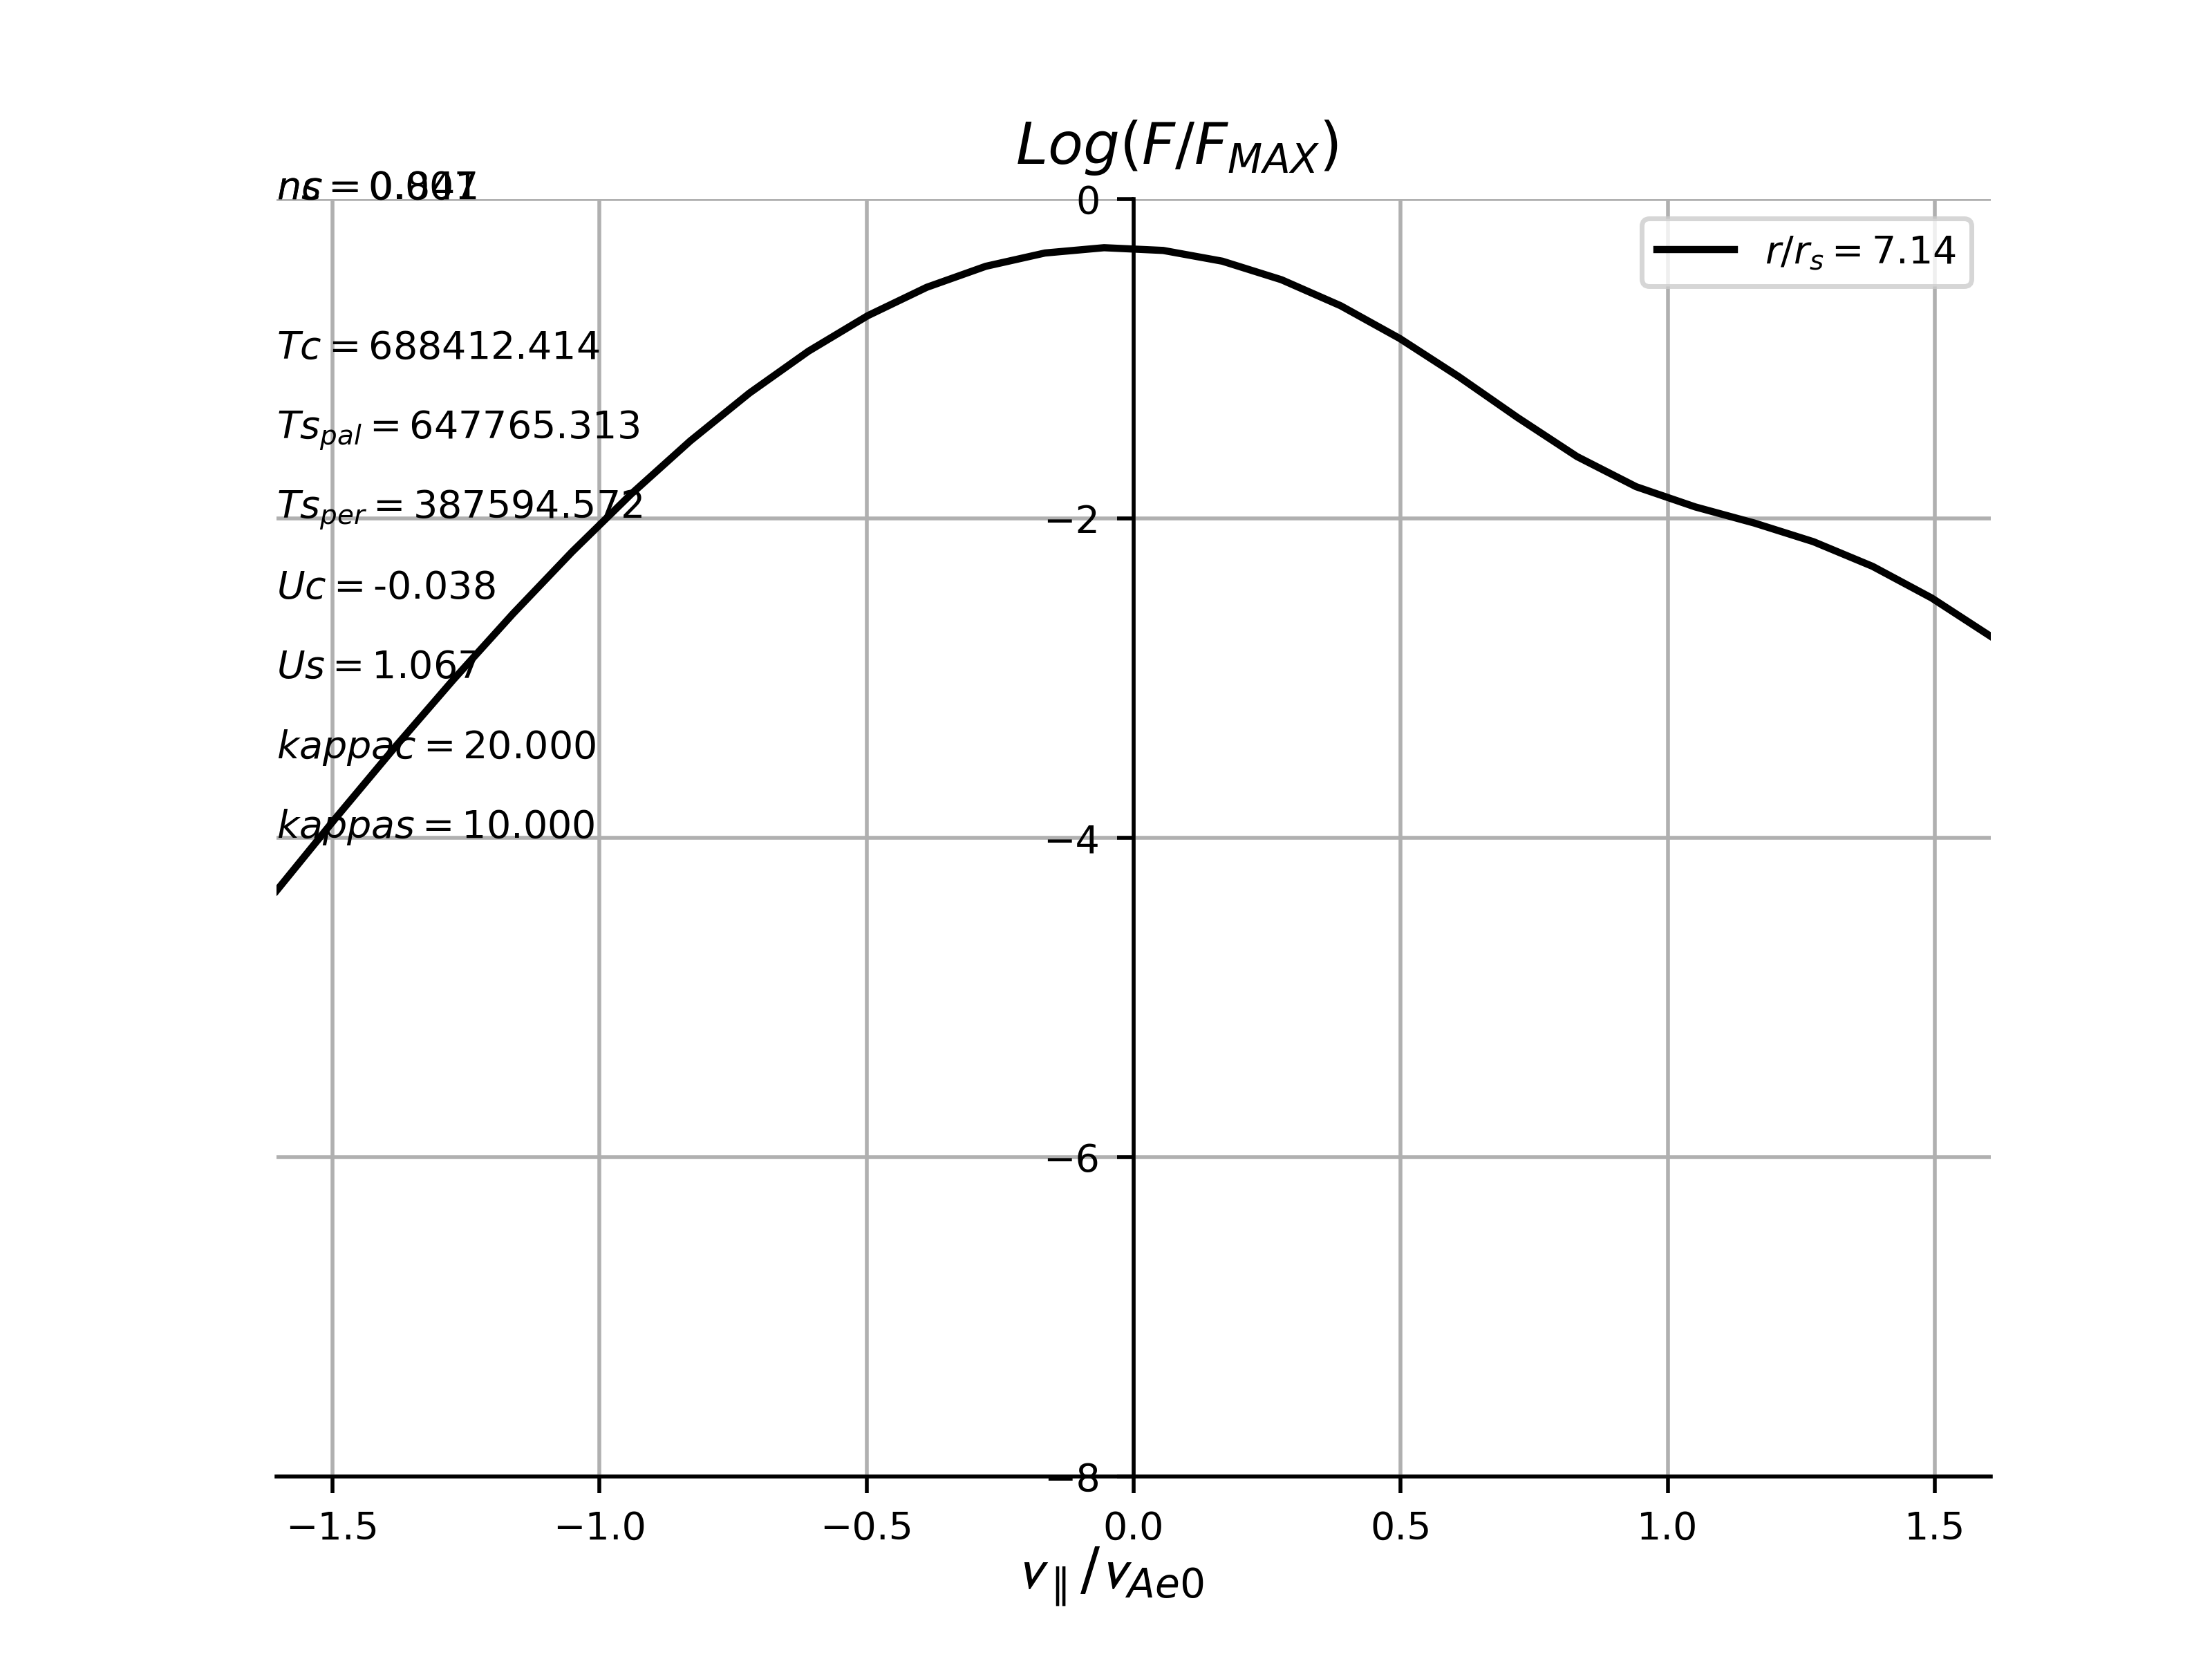 Log(F/F_MAX)
r/r_s = 7.14
Tc = 688412.414
Ts_pal = 647765.313
Ts_per = 387594.572
Uc = -0.038
Us = 1.067
kappac = 20.000
kappas = 10.000
0
−2
−4
−6
−8
−1.5 −1.0 −0.5 0.0 0.5 1.0 1.5
v_∥/v_Ae0